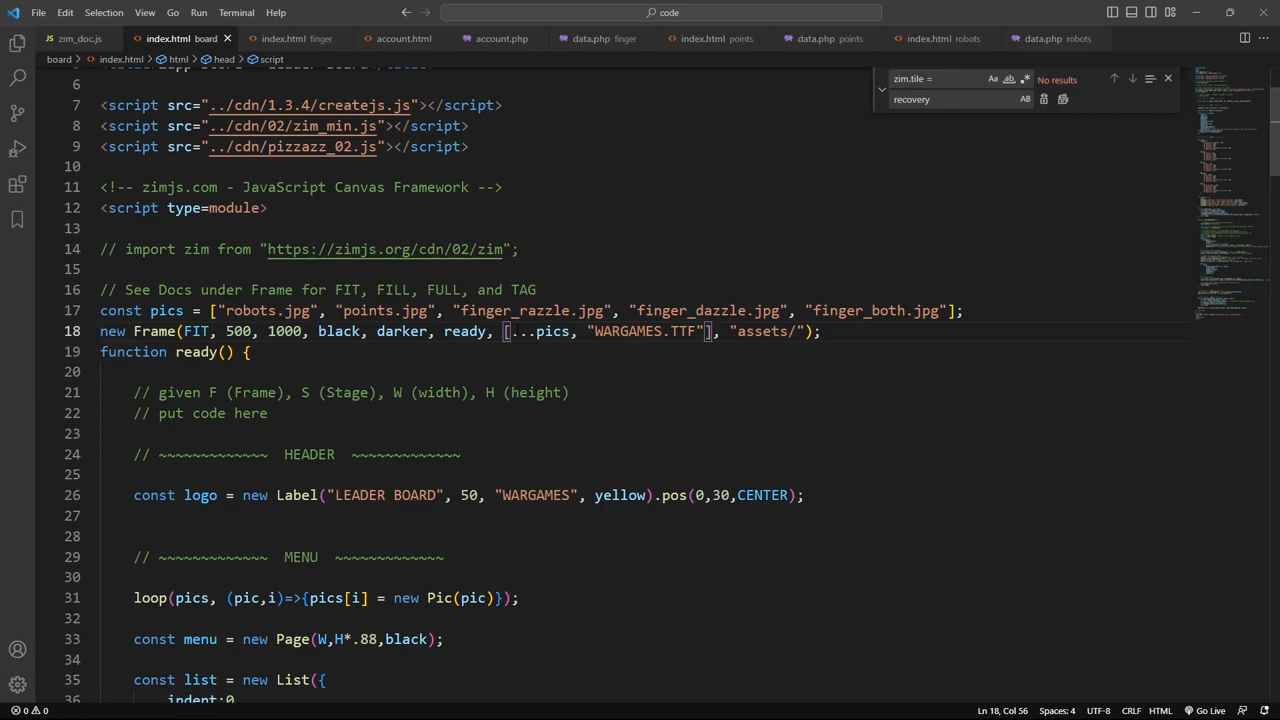 File Edit Selection View Go Run Terminal Help code
zim_doc.js index.html board index.html finger account.html account.php data.php finger index.html points data.php points index.html robots data.php robots
board > index.html > html > head > script
zim.tile = Aa ab No results
recovery AB
6
7 <script src="../cdn/1.3.4/createjs.js"></script>
8 <script src="../cdn/02/zim_min.js"></script>
9 <script src="../cdn/pizzazz_02.js"></script>
10
11 <!-- zimjs.com - JavaScript Canvas Framework -->
12 <script type=module>
13
14 // import zim from "https://zimjs.org/cdn/02/zim";
15
16 // See Docs under Frame for FIT, FILL, FULL, and TAG
17 const pics = ["robots.jpg", "points.jpg", "finger_razzle.jpg", "finger_dazzle.jpg", "finger_both.jpg"];
18 new Frame(FIT, 500, 1000, black, darker, ready, [...pics, "WARGAMES.TTF"], "assets/");
19 function ready() {
20
21 // given F (Frame), S (Stage), W (width), H (height)
22 // put code here
23
24 // ~~~~~~~~~~~~~ HEADER ~~~~~~~~~~~~~
25
26 const logo = new Label("LEADER BOARD", 50, "WARGAMES", yellow).pos(0,30,CENTER);
27
28
29 // ~~~~~~~~~~~~~ MENU ~~~~~~~~~~~~~
30
31 loop(pics, (pic,i)=>{pics[i] = new Pic(pic)});
32
33 const menu = new Page(W,H*.88,black);
34
35 const list = new List({
36 indent:0
0 0 Ln 18, Col 56 Spaces: 4 UTF-8 CRLF HTML Go Live